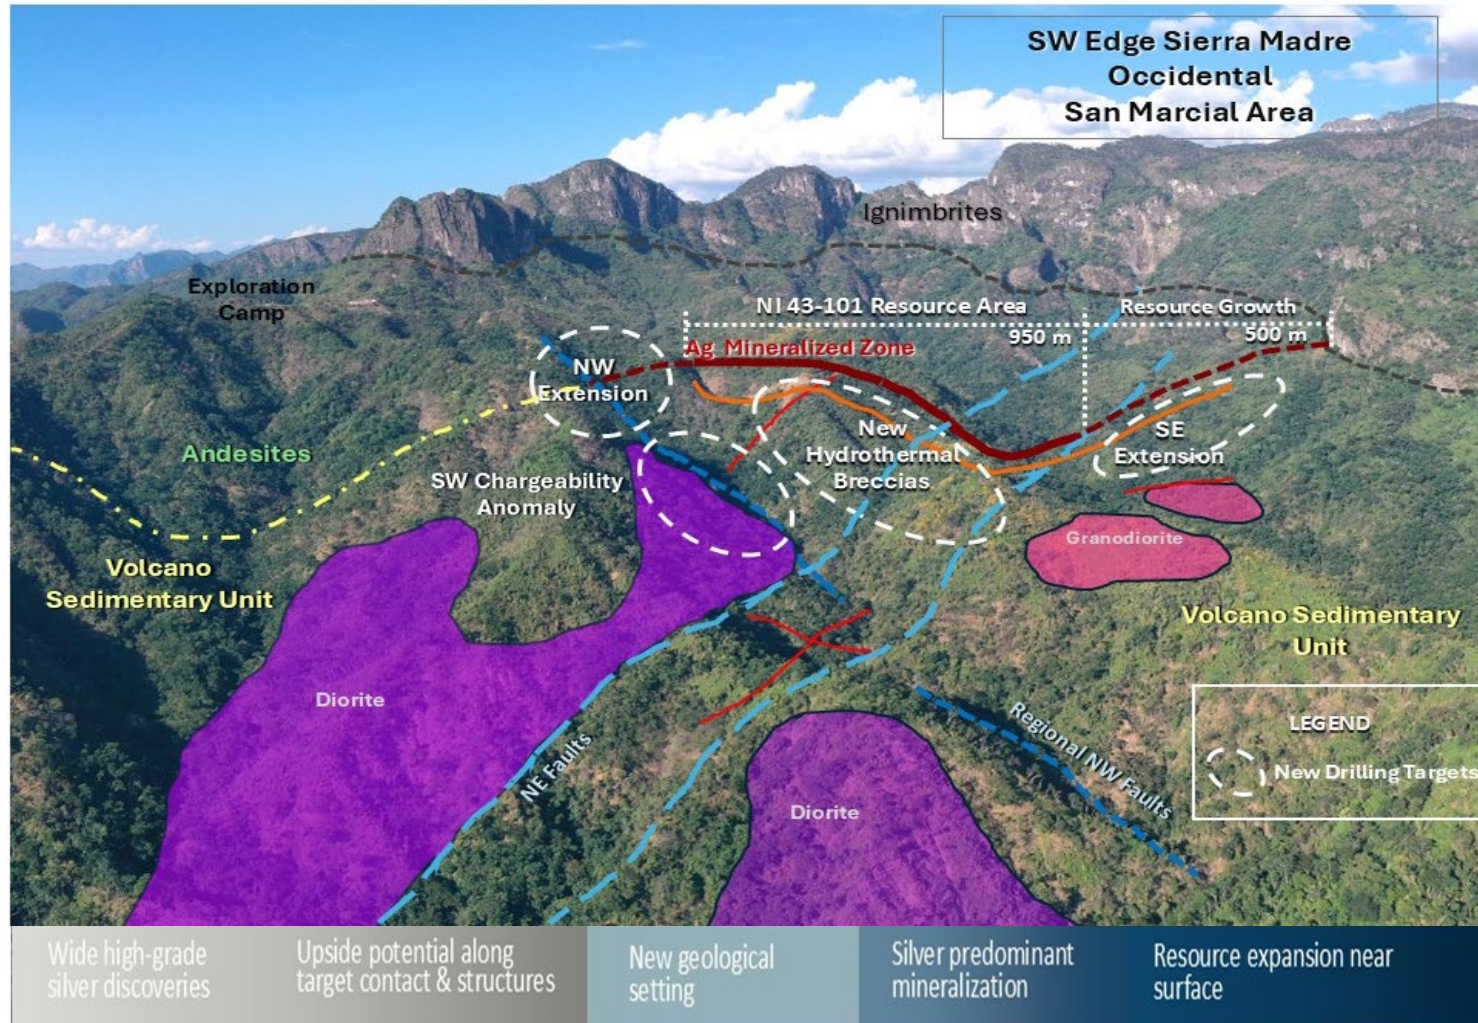 SW Edge Sierra Madre
Occidental
San Marcial Area
Ignimbrites
Exploration
Camp
NI 43-101 Resource Area
Resource Growth
950 m
500 m
Ag Mineralized Zone
NW
Extension
New
Hydrothermal
Breccias
SE
Extension
Andesites
SW Chargeability
Anomaly
Granodiorite
Volcano
Sedimentary Unit
Volcano Sedimentary
Unit
Diorite
NE Faults
Regional NW Faults
Diorite
LEGEND
New Drilling Targets
Wide high-grade
silver discoveries
Upside potential along
target contact & structures
New geological
setting
Silver predominant
mineralization
Resource expansion near
surface